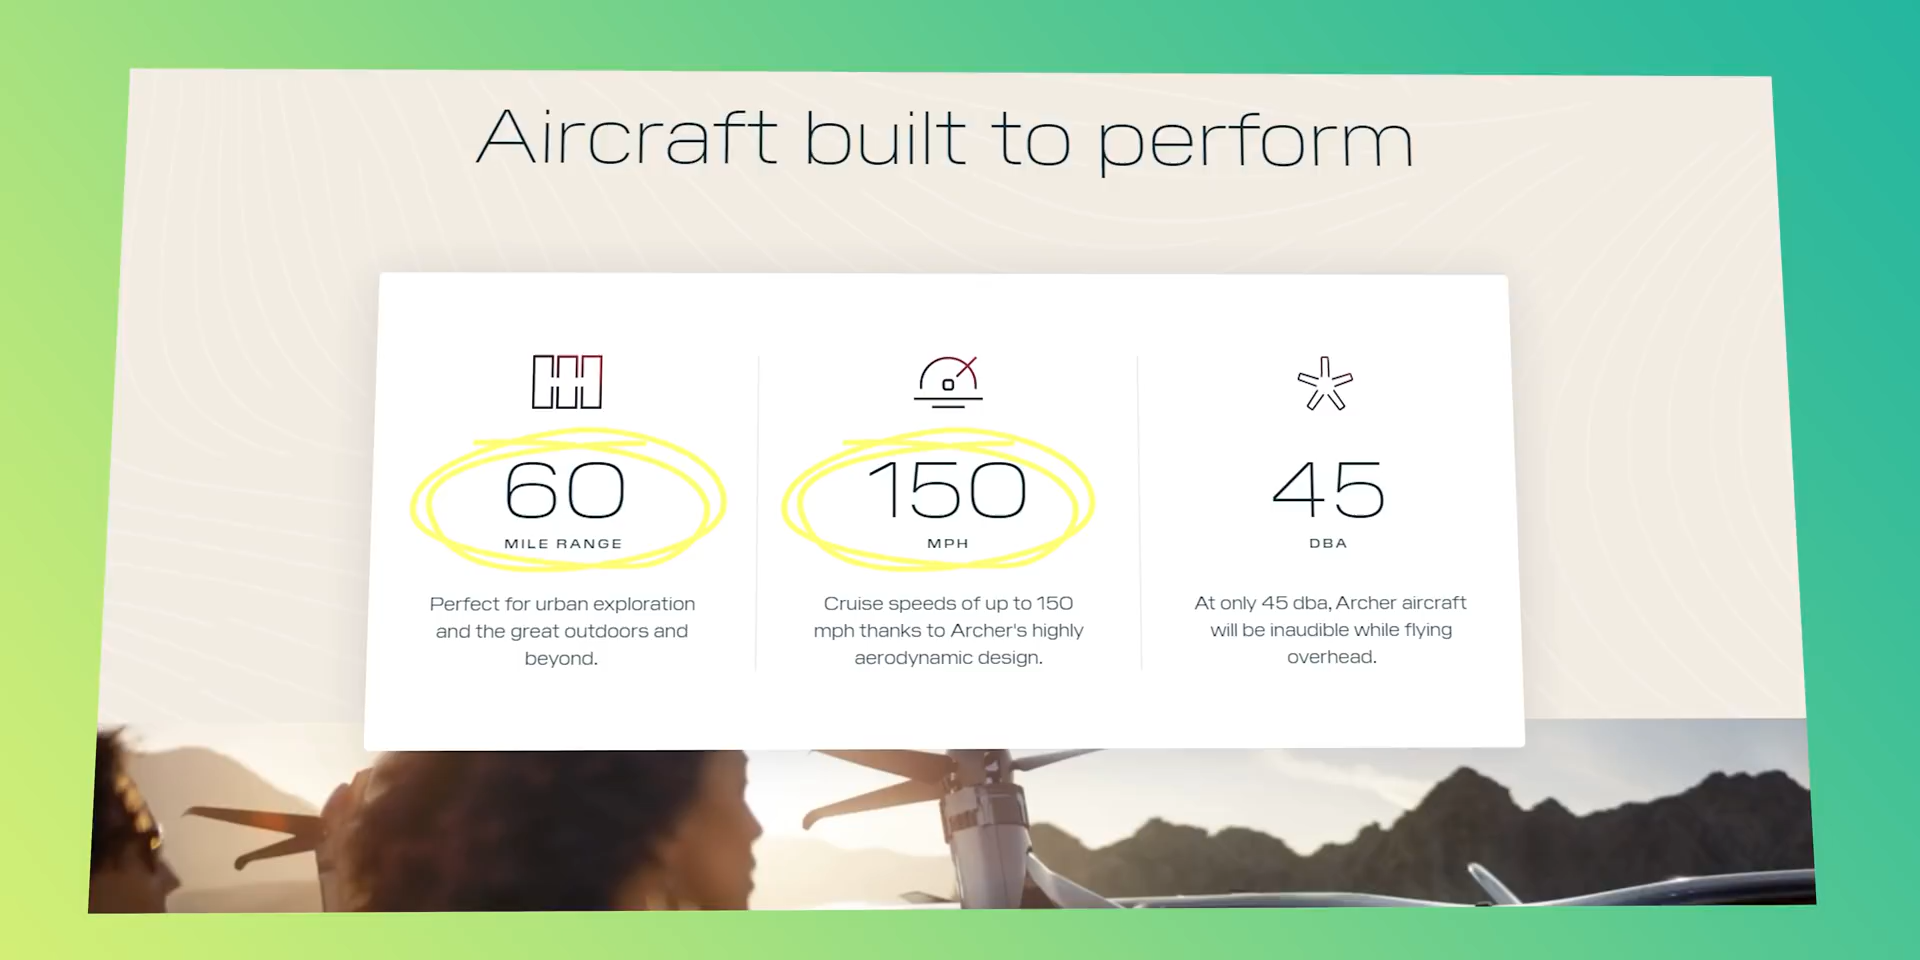 Aircraft built to perform
60
MILE RANGE
Perfect for urban exploration
and the great outdoors and
beyond.
150
MPH
Cruise speeds of up to 150
mph thanks to Archer's highly
aerodynamic design.
45
DBA
At only 45 dba, Archer aircraft
will be inaudible while flying
overhead.